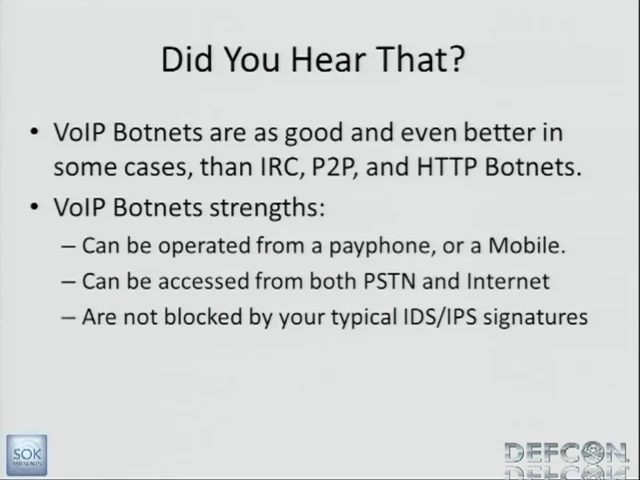 Did You Hear That?
• VoIP Botnets are as good and even better in
some cases, than IRC, P2P, and HTTP Botnets.
• VoIP Botnets strengths:
– Can be operated from a payphone, or a Mobile.
– Can be accessed from both PSTN and Internet
– Are not blocked by your typical IDS/IPS signatures
SOK
DEFCON